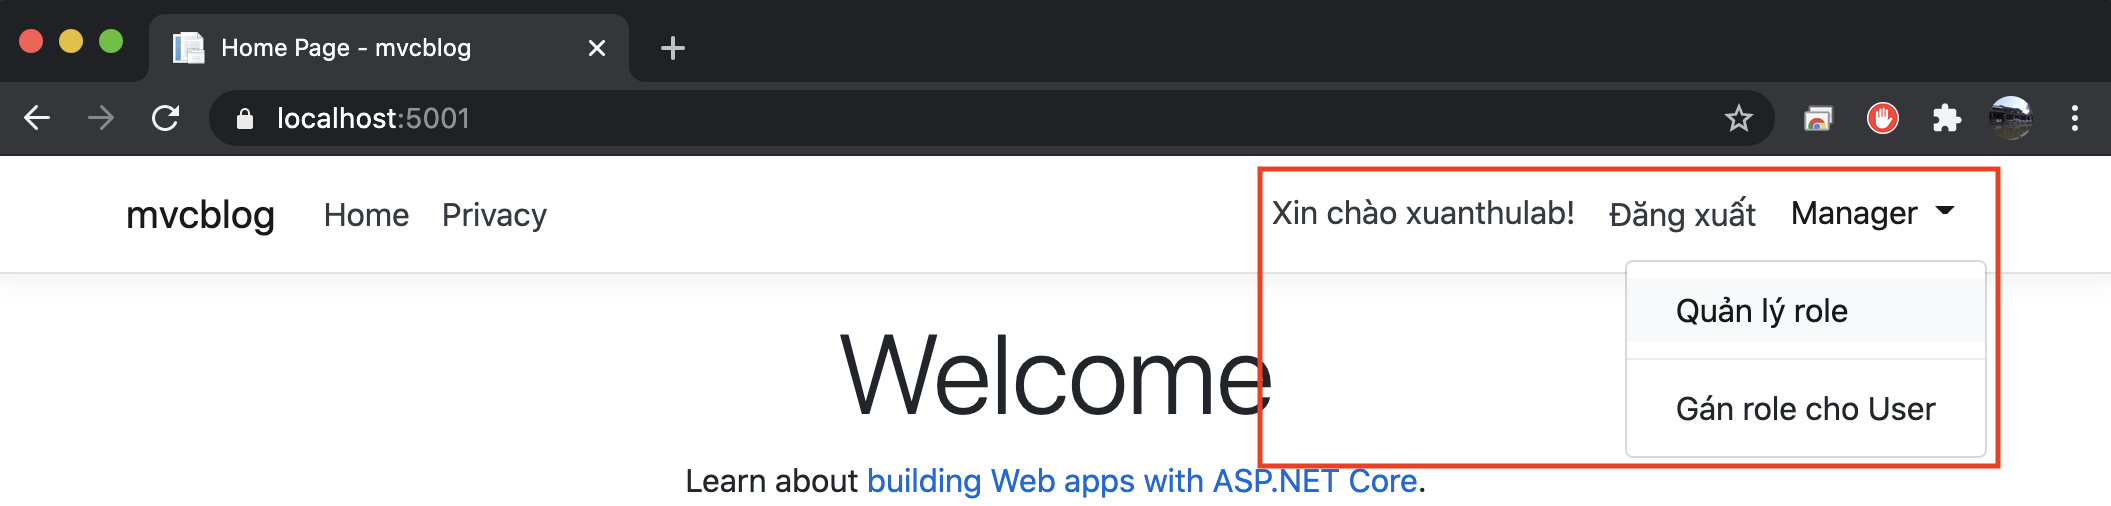 Home Page - mvcblog
localhost:5001
mvcblog Home Privacy Xin chào xuanthulab! Đăng xuất Manager
Quản lý role
Gán role cho User
Welcome
Learn about building Web apps with ASP.NET Core.